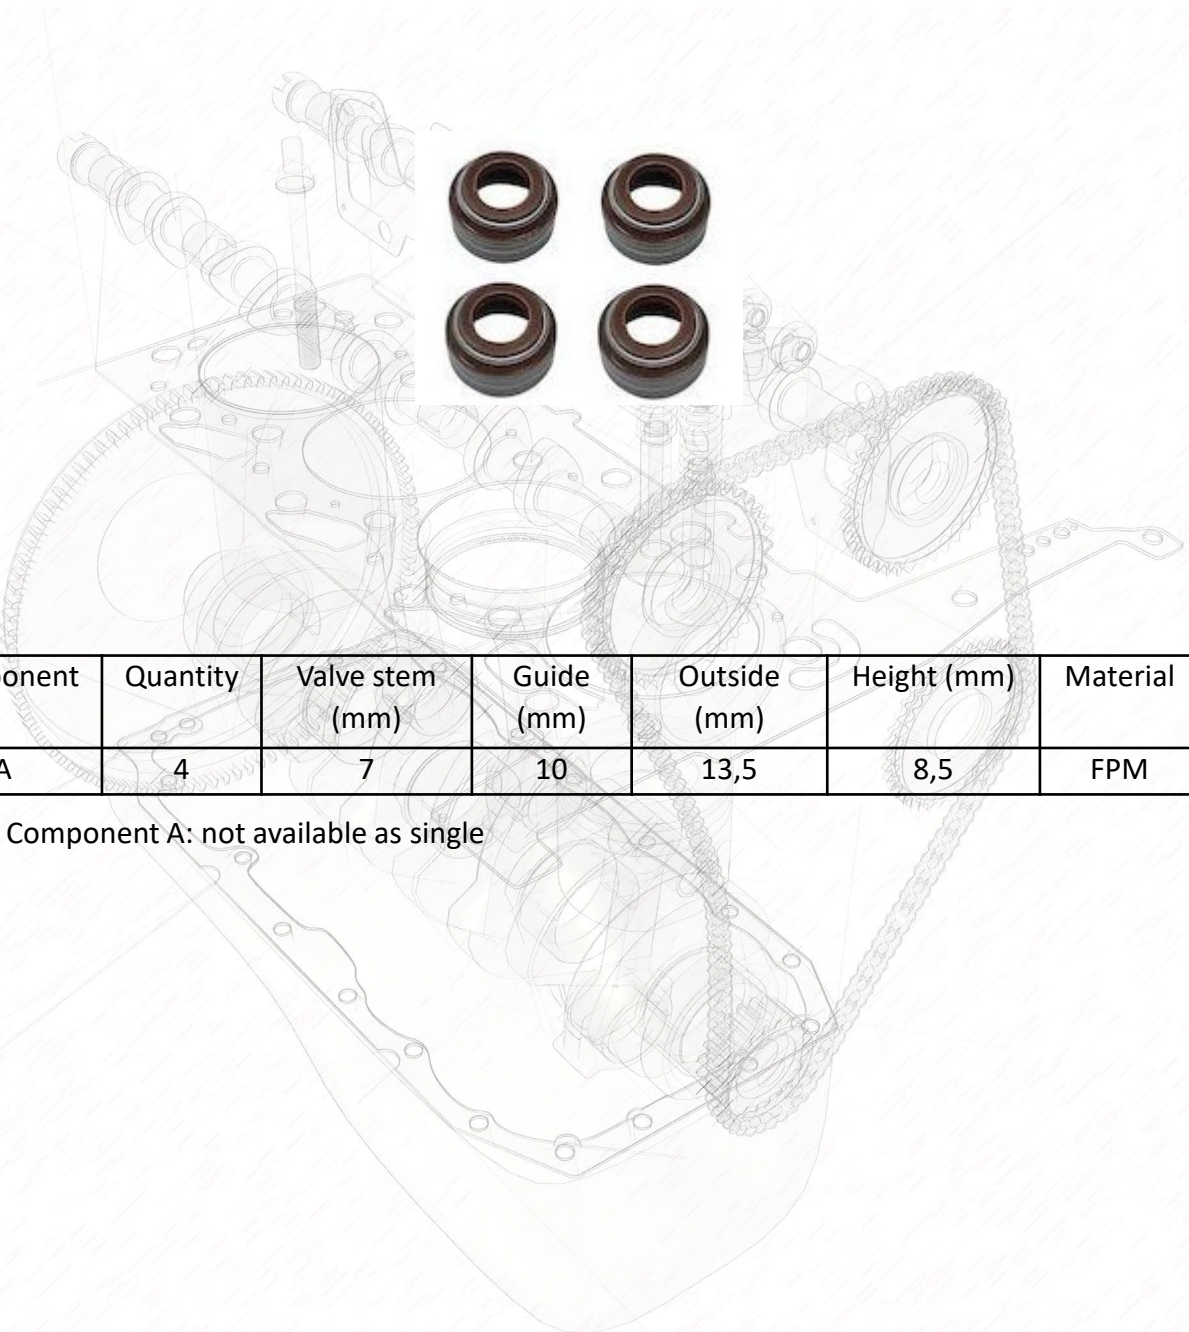 ponent Quantity Valve stem Guide Outside Height (mm) Material
(mm) (mm) (mm)
A 4 7 10 13,5 8,5 FPM
Component A: not available as single